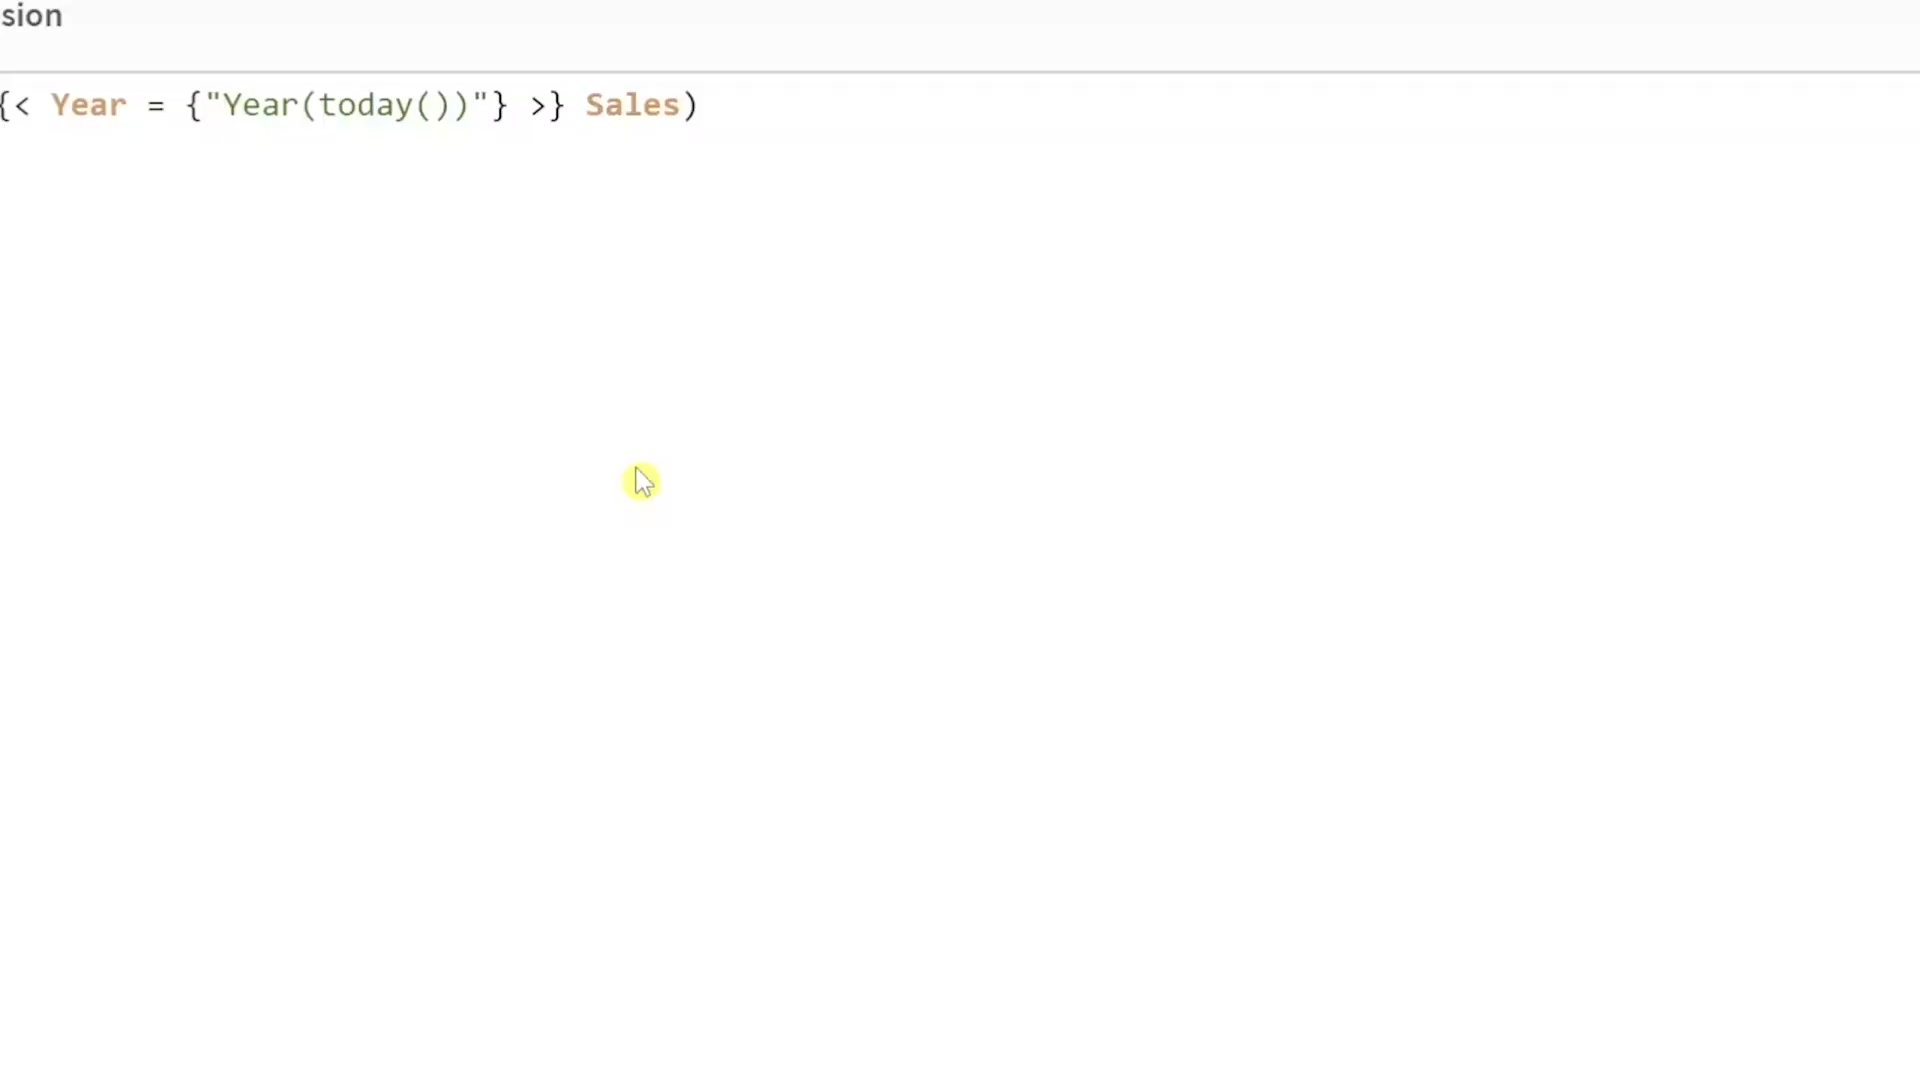 sion
{< Year = {"Year(today())"} >} Sales)